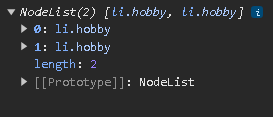 ▼ NodeList(2) [li.hobby, li.hobby] i
▶ 0: li.hobby
▶ 1: li.hobby
length: 2
▶ [[Prototype]]: NodeList